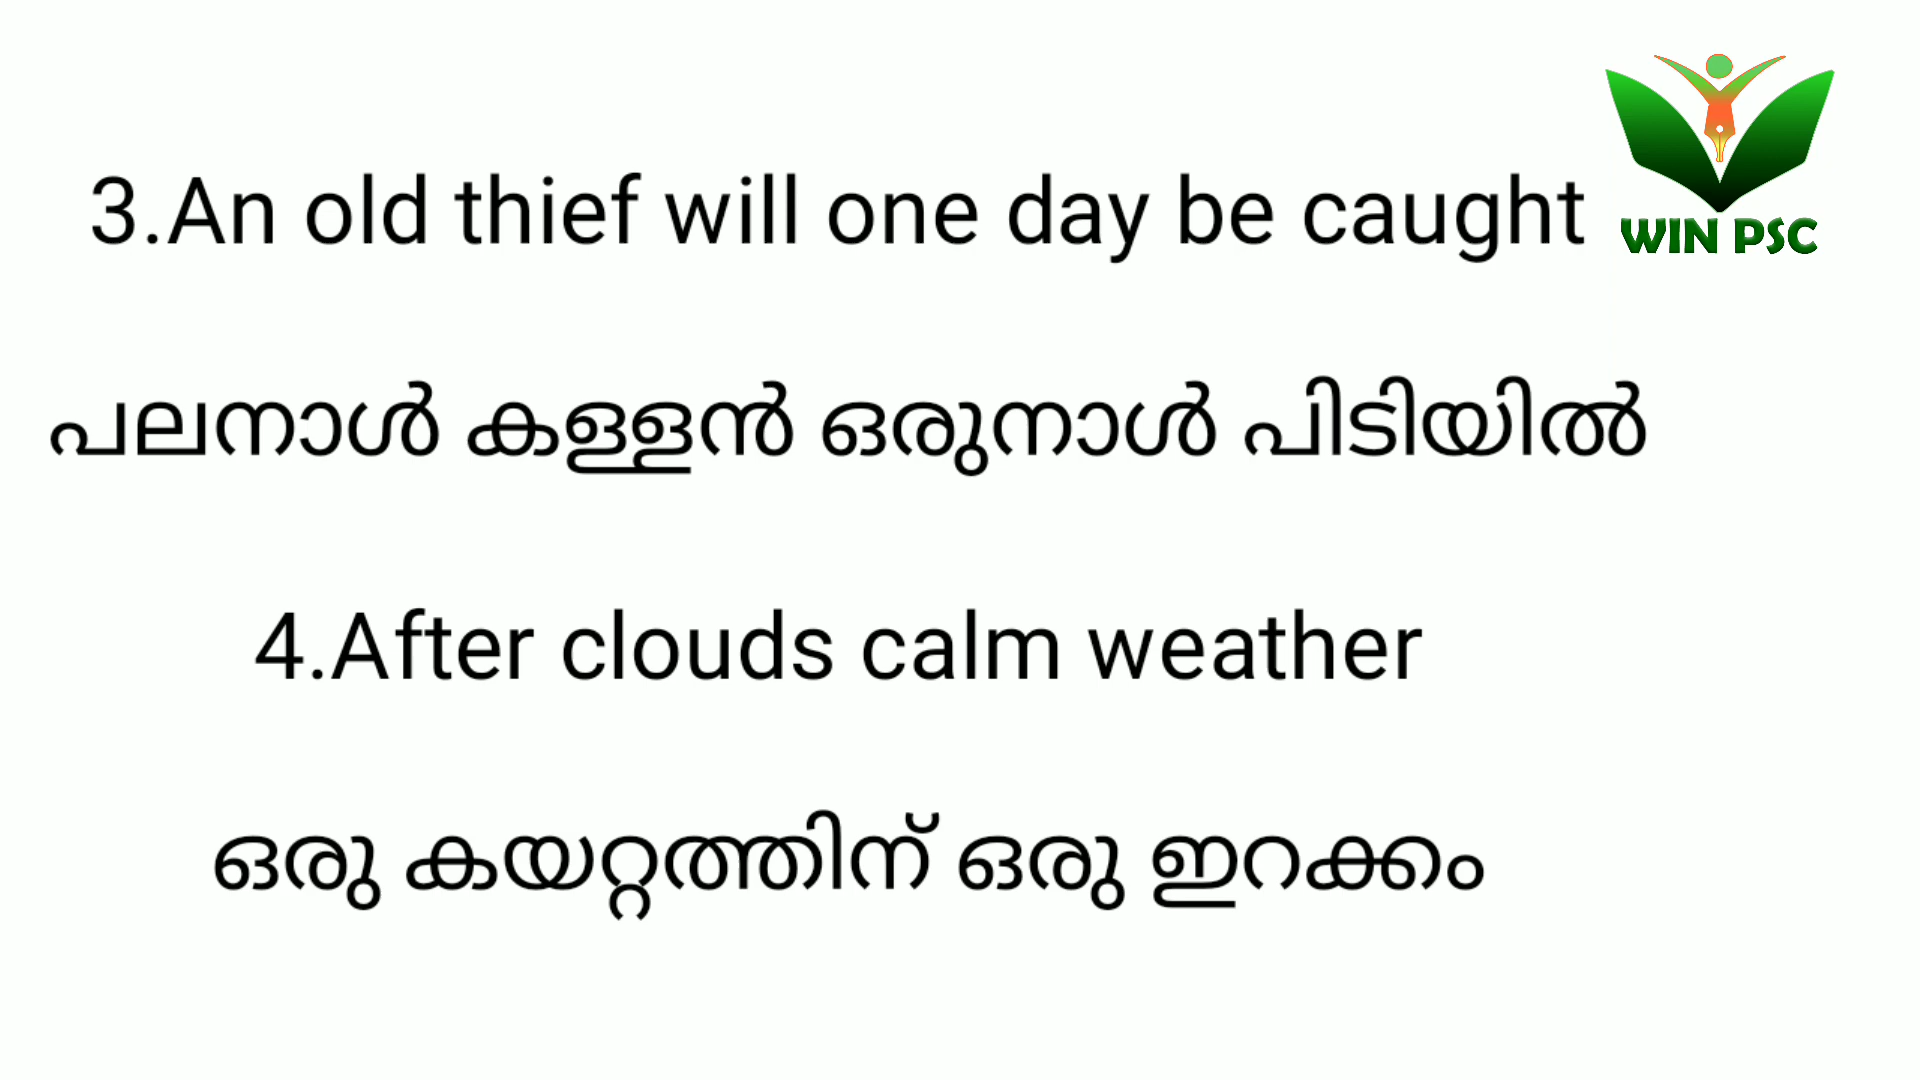 WIN PSC
3.An old thief will one day be caught
പലനാൾ കള്ളൻ ഒരുനാൾ പിടിയിൽ
4.After clouds calm weather
ഒരു കയറ്റത്തിന് ഒരു ഇറക്കം